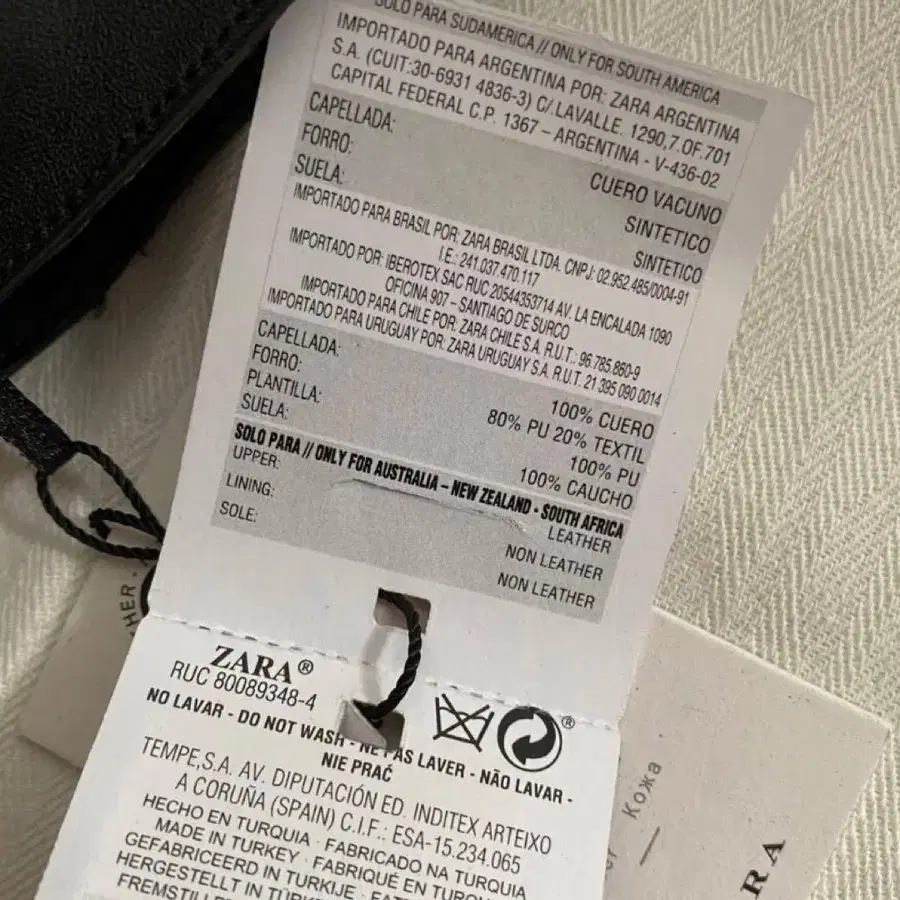 SOLO PARA SUDAMERICA // ONLY FOR SOUTH AMERICA
IMPORTADO PARA ARGENTINA POR: ZARA ARGENTINA
S.A. (CUIT:30-6931 4836-3) C/.LAVALLE. 1290,7.OF.701
CAPITAL FEDERAL C.P. 1367 – ARGENTINA - V-436-02
CAPELLADA: CUERO VACUNO
FORRO: SINTETICO
SUELA: SINTETICO
IMPORTADO PARA BRASIL POR: ZARA BRASIL LTDA. CNPJ: 02.952.485/0004-91
I.E.: 241.037.470.117
IMPORTADO POR: IBEROTEX SAC RUC 20544353714 AV. LA ENCALADA 1090
OFICINA 907 – SANTIAGO DE SURCO
IMPORTADO PARA CHILE POR: ZARA CHILE S.A. R.U.T.: 96.785.860-9
IMPORTADO PARA URUGUAY POR: ZARA URUGUAY S.A. R.U.T. 21 395 090 0014
CAPELLADA: 100% CUERO
FORRO: 80% PU 20% TEXTIL
PLANTILLA: 100% PU
SUELA: 100% CAUCHO
SOLO PARA // ONLY FOR AUSTRALIA – NEW ZEALAND - SOUTH AFRICA
UPPER: LEATHER
LINING: NON LEATHER
SOLE: NON LEATHER
ZARA®
RUC 80089348-4
®
NO LAVAR - DO NOT WASH - NE PAS LAVER - NÃO LAVAR -
NIE PRAĆ
TEMPE,S.A. AV. DIPUTACIÓN ED. INDITEX ARTEIXO
A CORUÑA (SPAIN) C.I.F.: ESA-15.234.065
HECHO EN TURQUIA · FABRICADO NA TURQUIA
MADE IN TURKEY · FABRIQUÉ EN TURQUIE
GEFABRICEERD IN TURKIJE ·
HERGESTELLT IN TÜRKEI
Кожа